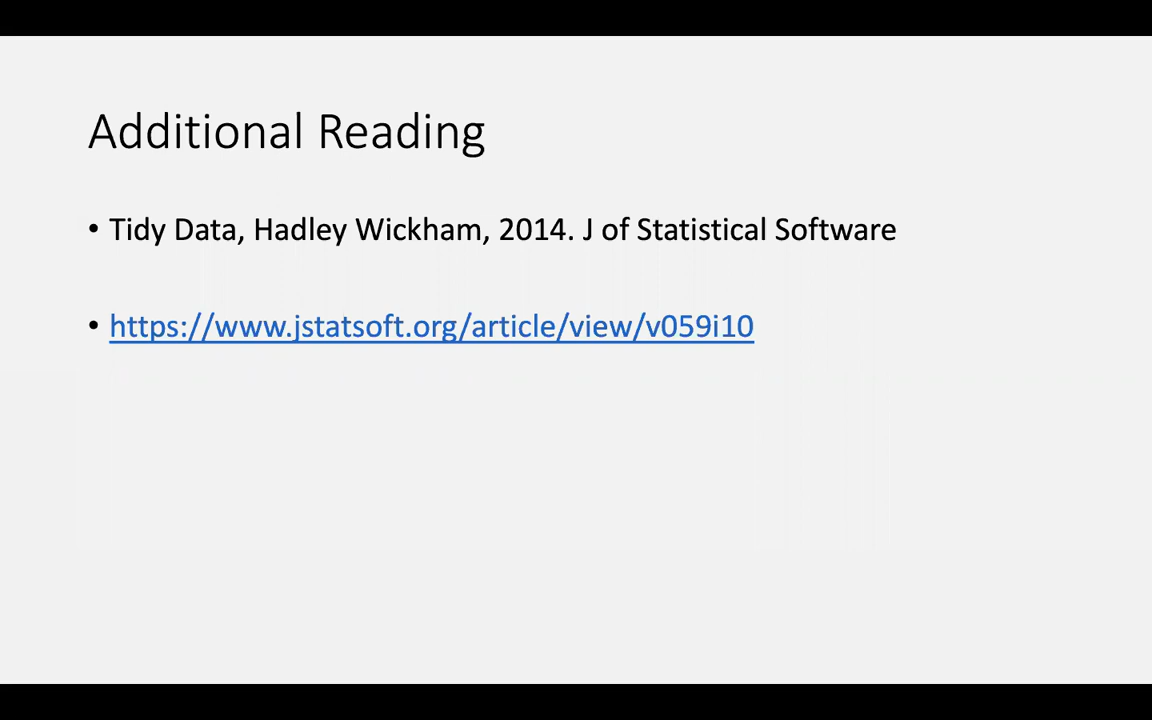 Additional Reading
• Tidy Data, Hadley Wickham, 2014. J of Statistical Software
• https://www.jstatsoft.org/article/view/v059i10